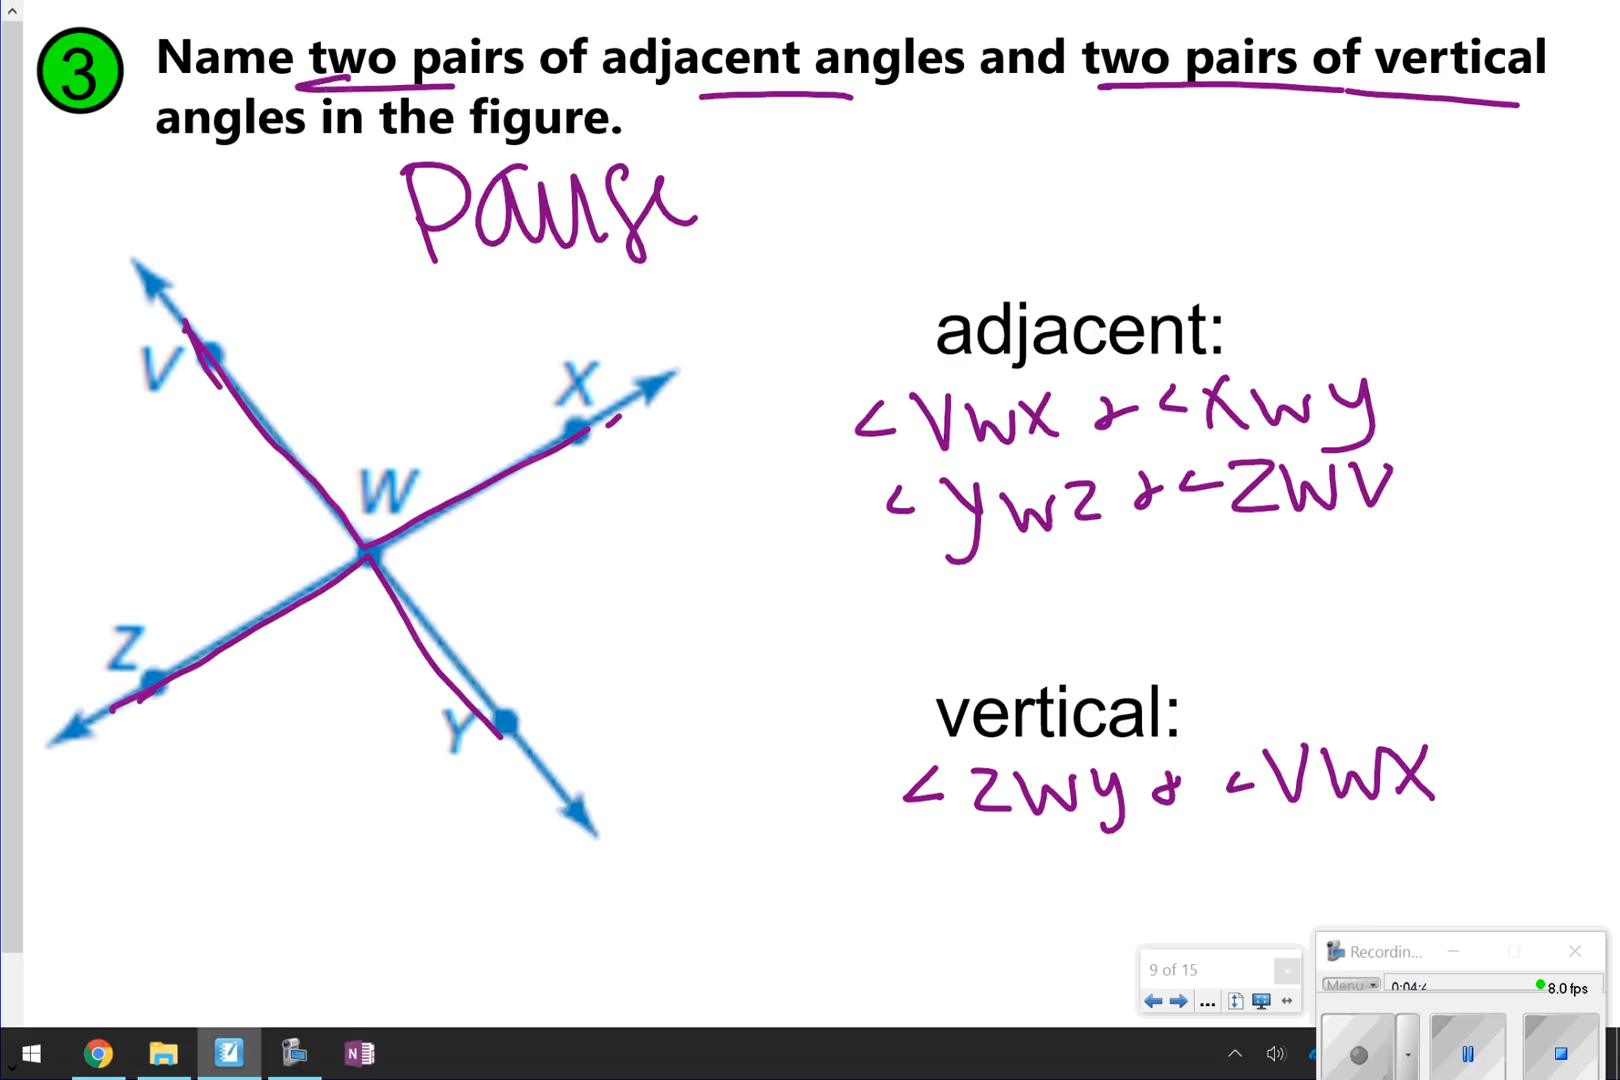 3 Name two pairs of adjacent angles and two pairs of vertical
angles in the figure.
Pause
V
X
W
Z
Y
adjacent:
<VWX & <XWY
<YWZ & <ZWV
vertical:
<ZWY & <VWX
9 of 15
Recordin...
Menu
8.0 fps